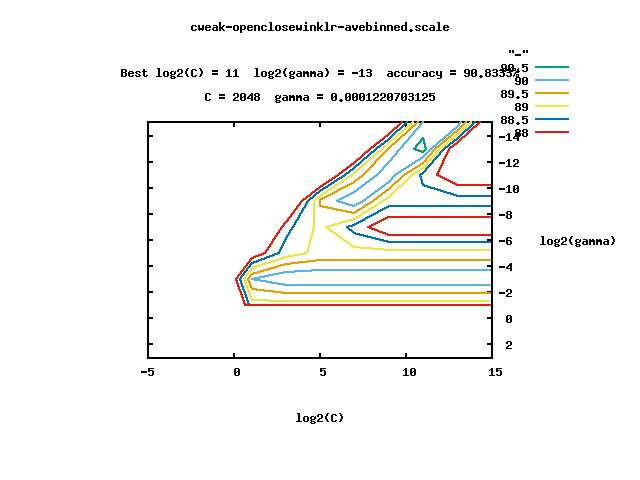 cweak-openclosewinklr-avebinned.scale
"-"
Best log2(C) = 11 log2(gamma) = -13 accuracy = 90.8333%
90.5
90
C = 2048 gamma = 0.0001220703125
89.5
89
88.5
88
-14
-12
-10
-8
-6
log2(gamma)
-4
-2
0
2
-5 0 5 10 15
log2(C)